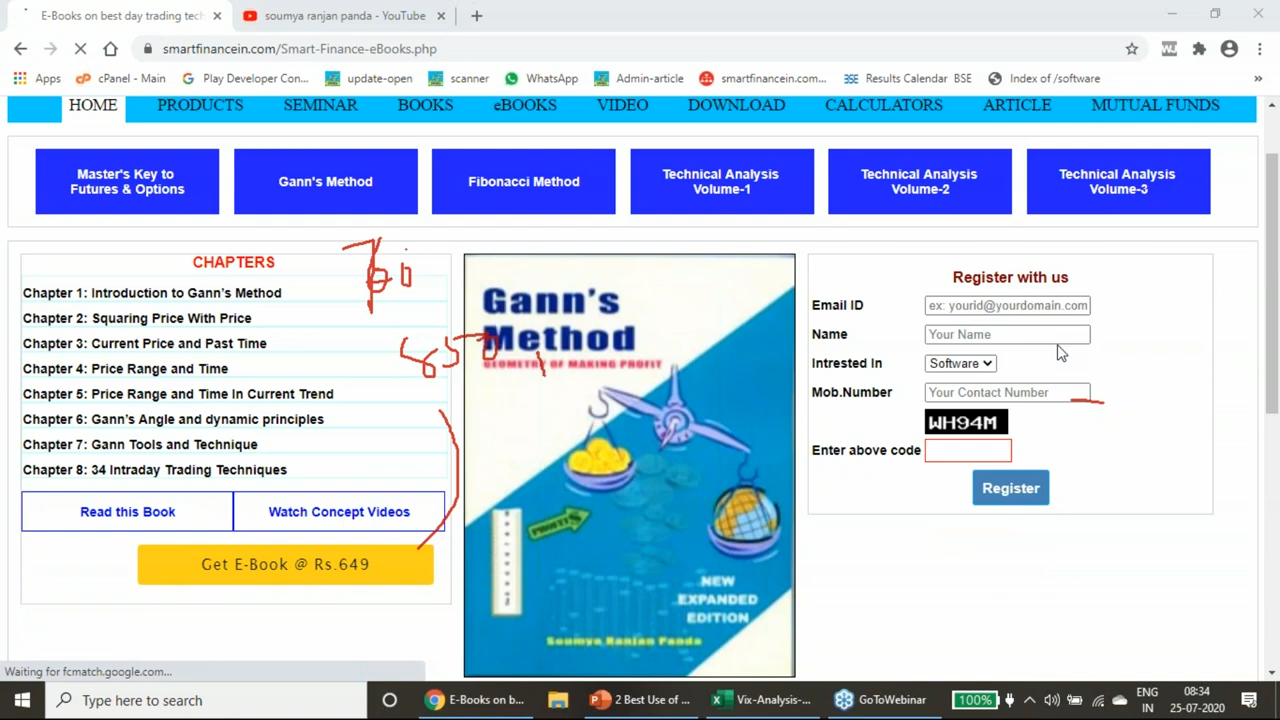 E-Books on best day trading tech
soumya ranjan panda - YouTube
smartfinancein.com/Smart-Finance-eBooks.php
Apps
cPanel - Main
Play Developer Con...
update-open
scanner
WhatsApp
Admin-article
smartfinancein.com...
Results Calendar BSE
Index of /software
HOME
PRODUCTS
SEMINAR
BOOKS
eBOOKS
VIDEO
DOWNLOAD
CALCULATORS
ARTICLE
MUTUAL FUNDS
Master's Key to
Futures & Options
Gann's Method
Fibonacci Method
Technical Analysis
Volume-1
Technical Analysis
Volume-2
Technical Analysis
Volume-3
CHAPTERS
Chapter 1: Introduction to Gann's Method
Chapter 2: Squaring Price With Price
Chapter 3: Current Price and Past Time
Chapter 4: Price Range and Time
Chapter 5: Price Range and Time In Current Trend
Chapter 6: Gann's Angle and dynamic principles
Chapter 7: Gann Tools and Technique
Chapter 8: 34 Intraday Trading Techniques
Read this Book
Watch Concept Videos
Get E-Book @ Rs.649
Gann's
Method
GEOMETRY OF MAKING PROFIT
PROFITS
NEW
EXPANDED
EDITION
Soumya Ranjan Panda
Register with us
Email ID
ex: yourid@yourdomain.com
Name
Your Name
Intrested In
Software
Mob.Number
Your Contact Number
WH94M
Enter above code
Register
Waiting for fcmatch.google.com...
Type here to search
E-Books on b...
2 Best Use of ...
Vix-Analysis-...
GoToWebinar
100%
ENG
IN
08:34
25-07-2020